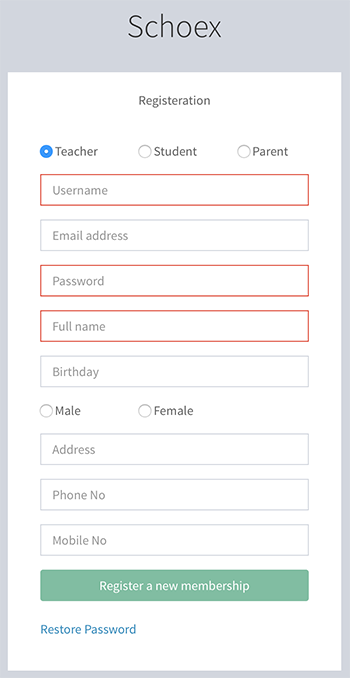 Schoex
Registeration
Teacher Student Parent
Username
Email address
Password
Full name
Birthday
Male Female
Address
Phone No
Mobile No
Register a new membership
Restore Password